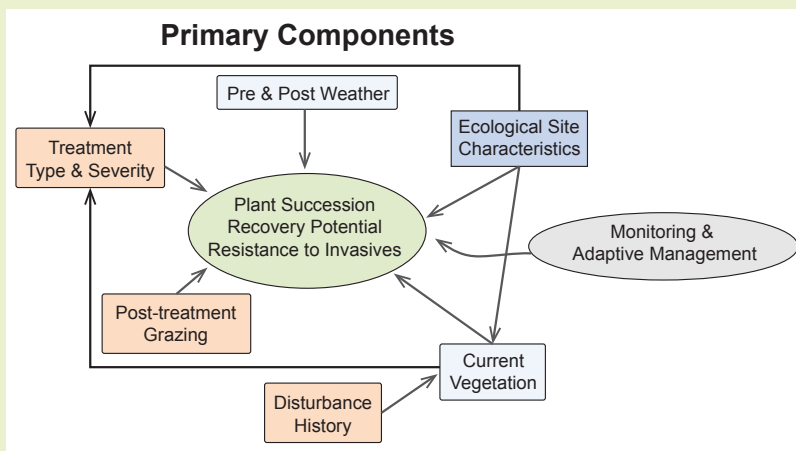 Primary Components
Pre & Post Weather
Ecological Site
Characteristics
Treatment
Type & Severity
Plant Succession
Recovery Potential
Resistance to Invasives
Monitoring &
Adaptive Management
Post-treatment
Grazing
Current
Vegetation
Disturbance
History